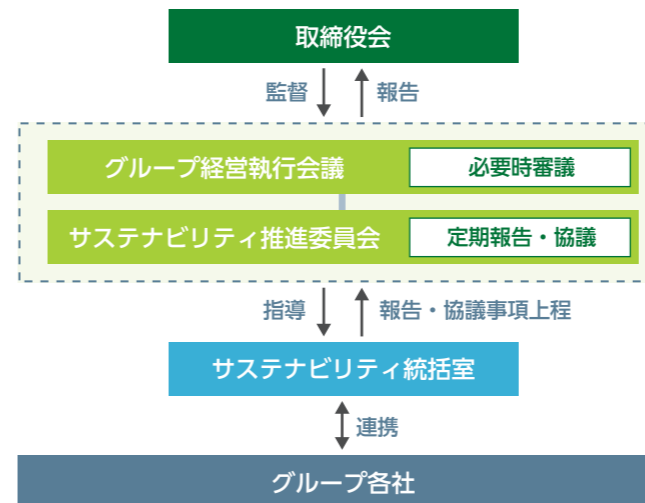 取締役会
監督
報告
グループ経営執行会議
必要時審議
サステナビリティ推進委員会
定期報告・協議
指導
報告・協議事項上程
サステナビリティ統括室
連携
グループ各社